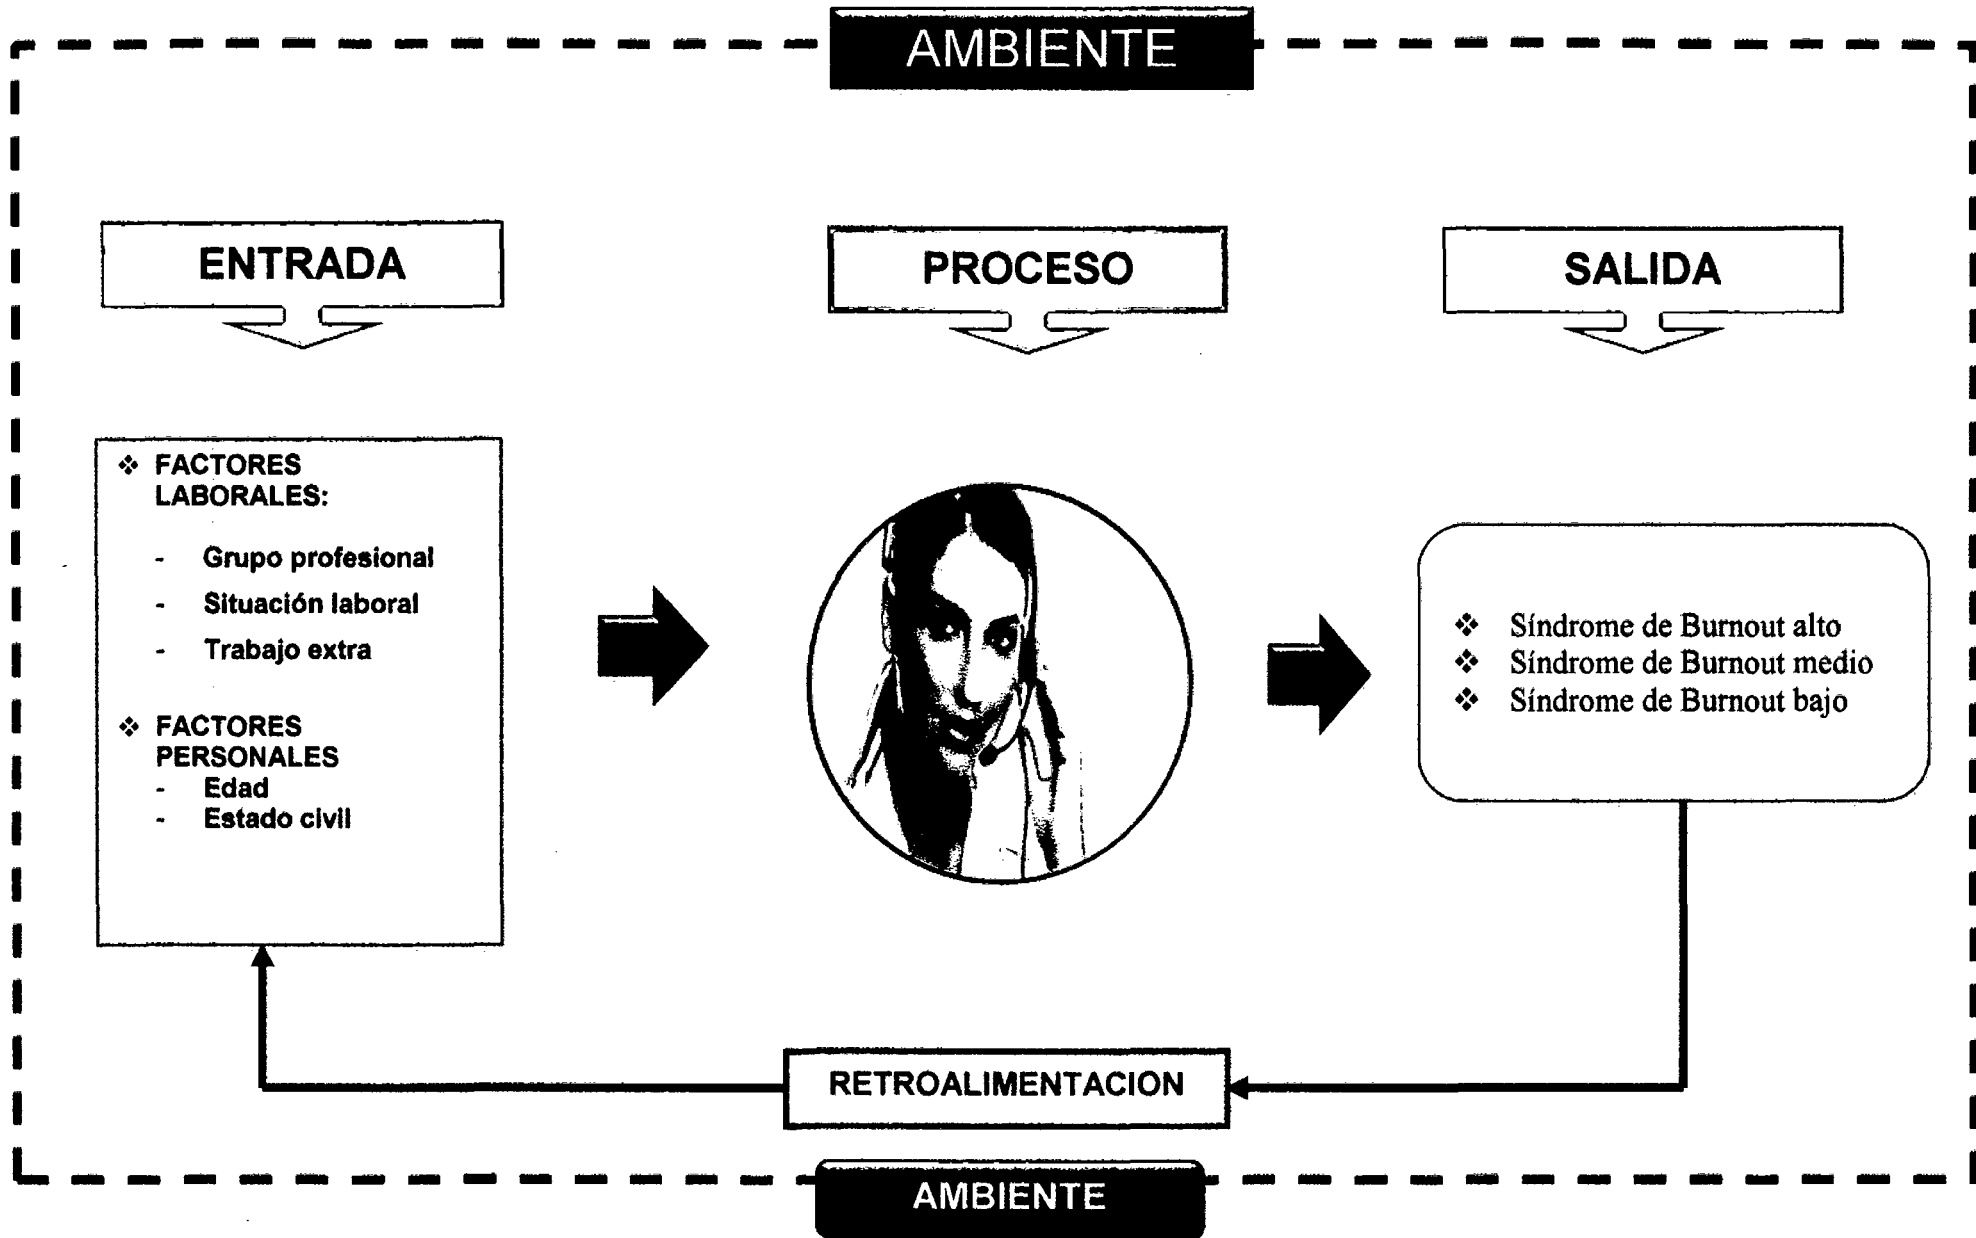 AMBIENTE
ENTRADA
PROCESO
SALIDA
❖ FACTORES
LABORALES:
- Grupo profesional
- Situación laboral
- Trabajo extra
❖ FACTORES
PERSONALES
- Edad
- Estado civil
❖ Síndrome de Burnout alto
❖ Síndrome de Burnout medio
❖ Síndrome de Burnout bajo
RETROALIMENTACION
AMBIENTE